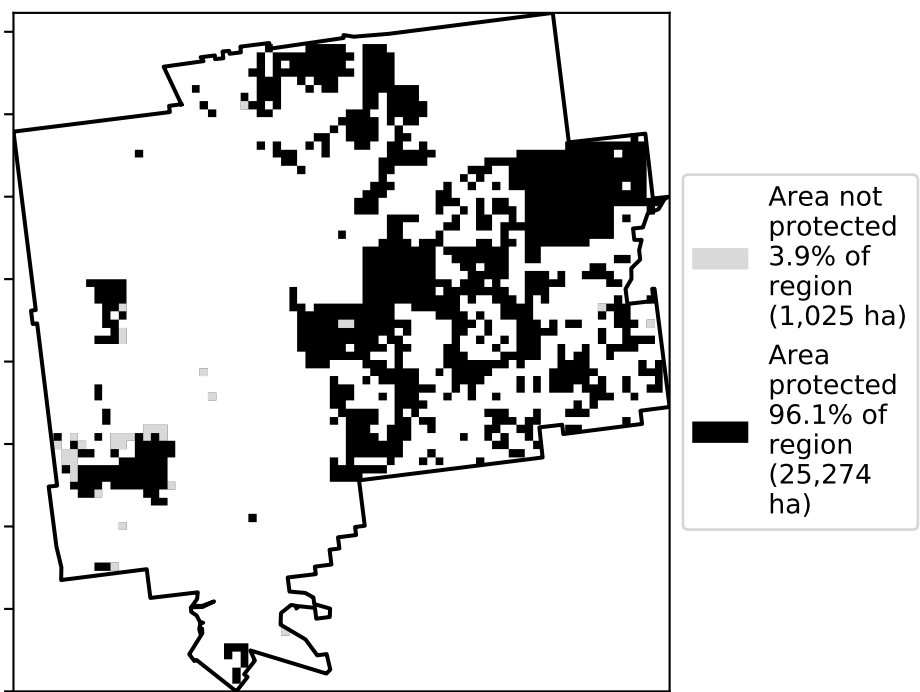 Area not
protected
3.9% of
region
(1,025 ha)
Area
protected
96.1% of
region
(25,274
ha)